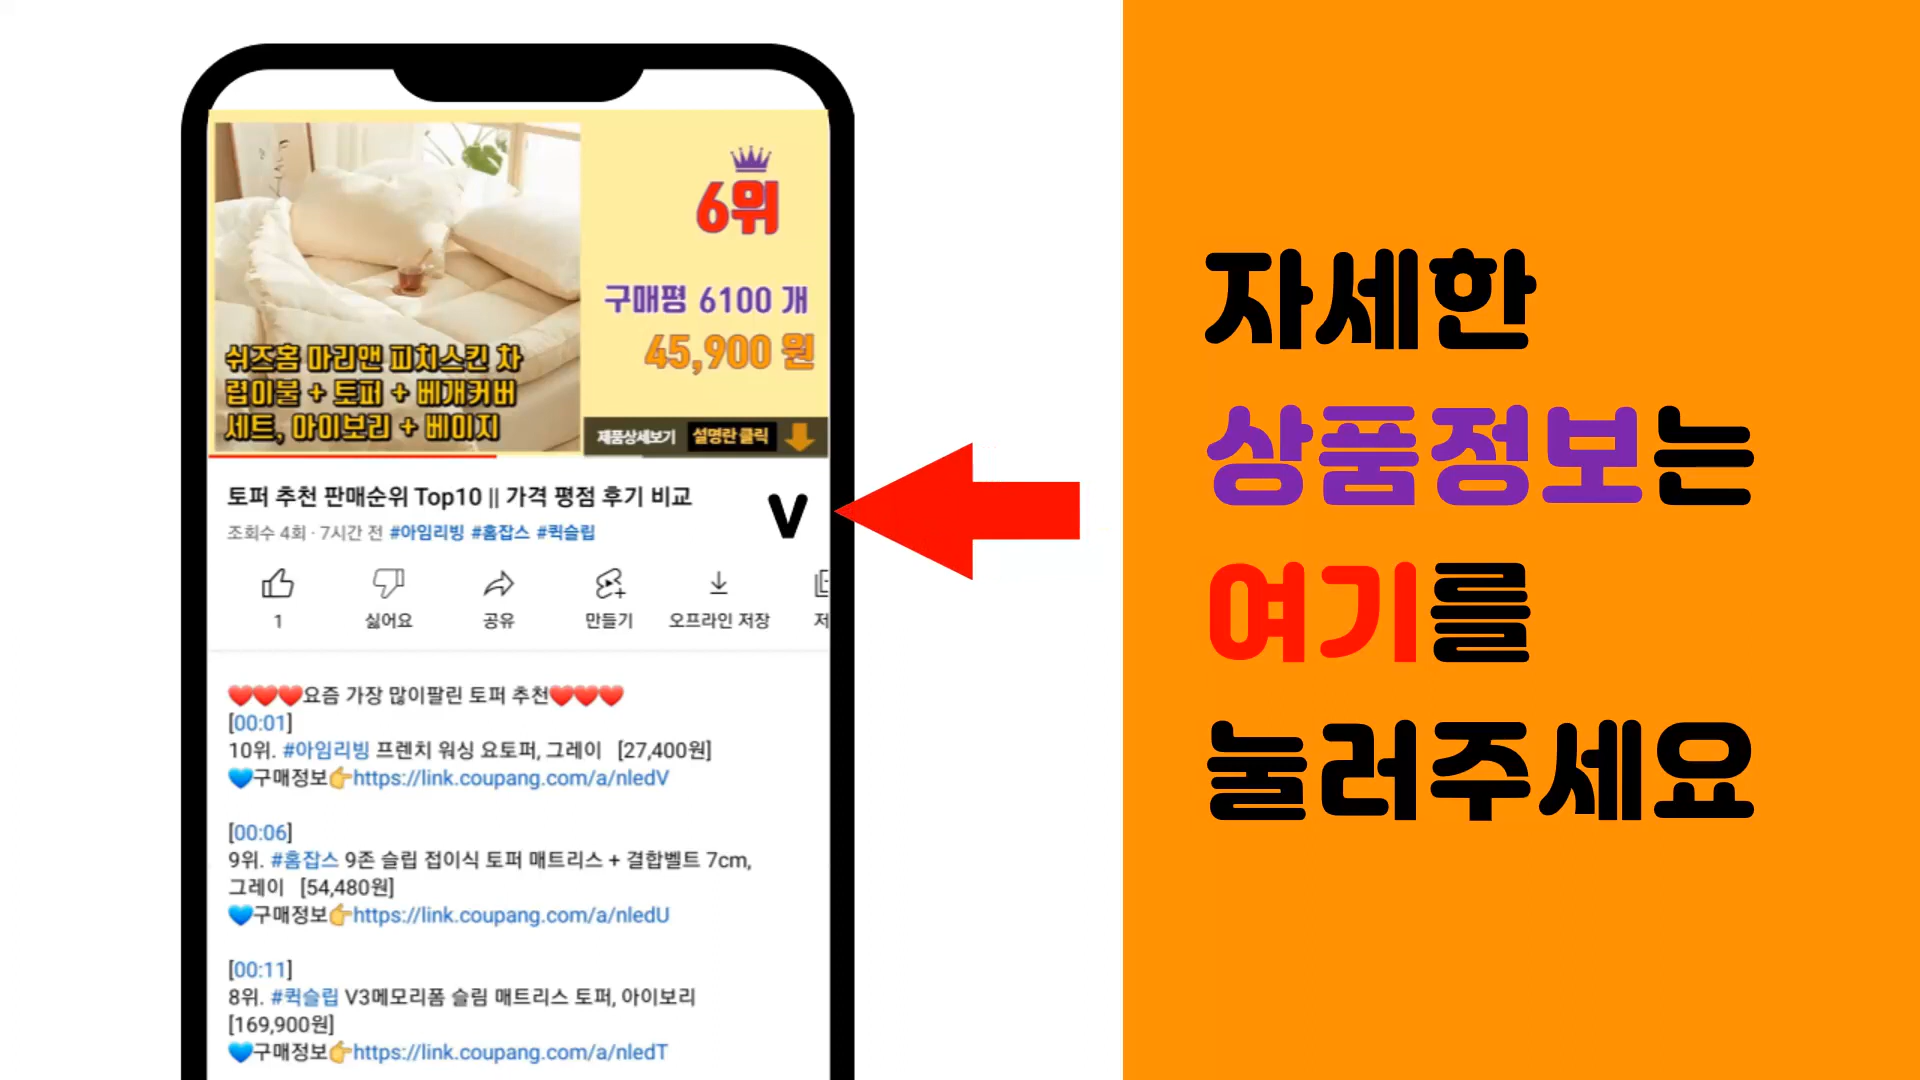 6위
구매평 6100 개
45,900 원
쉬즈홈 마리앤 피치스킨 차
렵이불 + 토퍼 + 베개커버
세트, 아이보리 + 베이지
제품상세보기 설명란 클릭
토퍼 추천 판매순위 Top10 || 가격 평점 후기 비교
V
조회수 4회 · 7시간 전 #아임리빙 #홈잡스 #퀵슬립
1 싫어요 공유 만들기 오프라인 저장 저
❤️❤️❤️요즘 가장 많이팔린 토퍼 추천❤️❤️❤️
[00:01]
10위. #아임리빙 프렌치 워싱 요토퍼, 그레이 [27,400원]
💙구매정보👉https://link.coupang.com/a/nledV
[00:06]
9위. #홈잡스 9존 슬립 접이식 토퍼 매트리스 + 결합벨트 7cm,
그레이 [54,480원]
💙구매정보👉https://link.coupang.com/a/nledU
[00:11]
8위. #퀵슬립 V3메모리폼 슬림 매트리스 토퍼, 아이보리
[169,900원]
💙구매정보👉https://link.coupang.com/a/nledT
자세한
상품정보는
여기를
눌러주세요